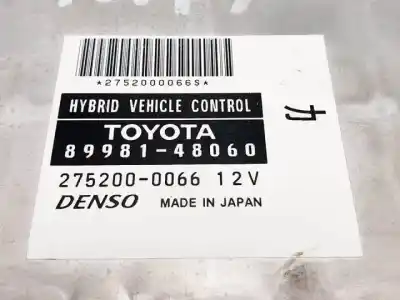 *2752000066S*
HYBRID VEHICLE CONTROL
TOYOTA
89981-48060
275200-0066 12V
DENSO MADE IN JAPAN
カ